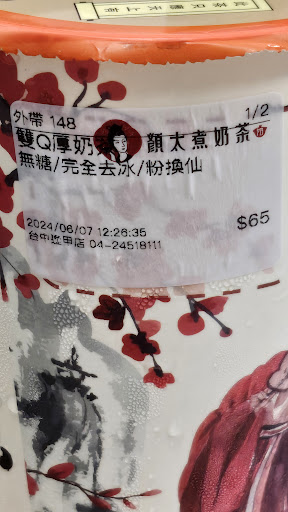 外帶 148 1/2
雙Q厚奶 顏太煮奶茶
無糖/完全去冰/粉換仙
2024/06/07 12:26:35 $65
台中逢甲店 04-24518111